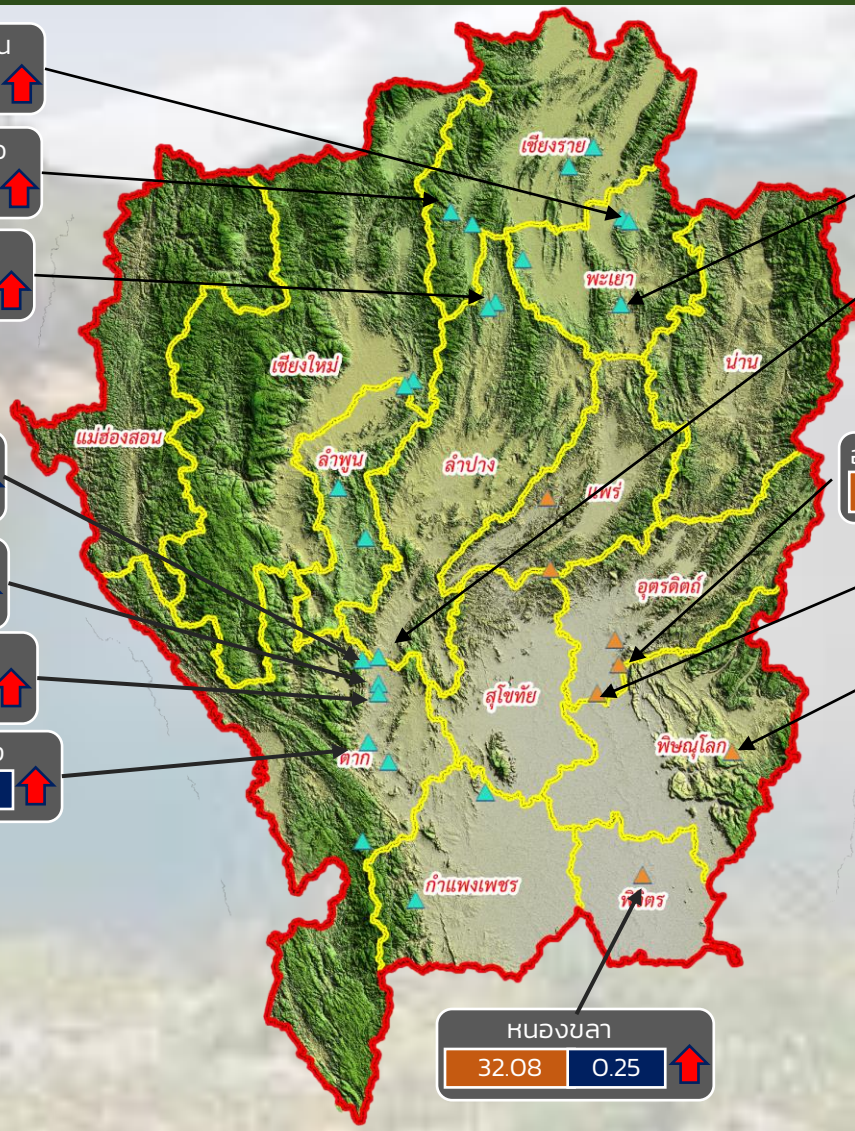 เชียงราย
พะเยา
น่าน
เชียงใหม่
แม่ฮ่องสอน
ลำพูน
ลำปาง
แพร่
อุตรดิตถ์
สุโขทัย
พิษณุโลก
ตาก
กำแพงเพชร
พิจิตร
หนองขลา
32.08 0.25